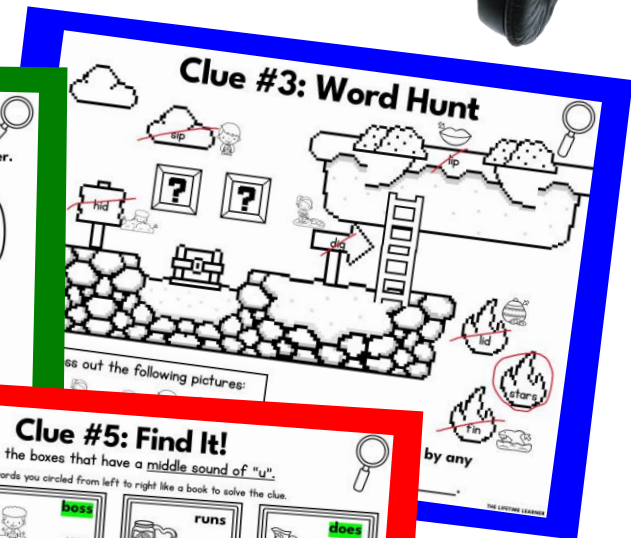 er.
Clue #3: Word Hunt
sip
lip
? ?
hid
dig
lid
stars
tin
ss out the following pictures:
by any
.
THE LIFETIME LEARNER
Clue #5: Find It!
the boxes that have a middle sound of "u".
ords you circled from left to right like a book to solve the clue.
boss
runs
does